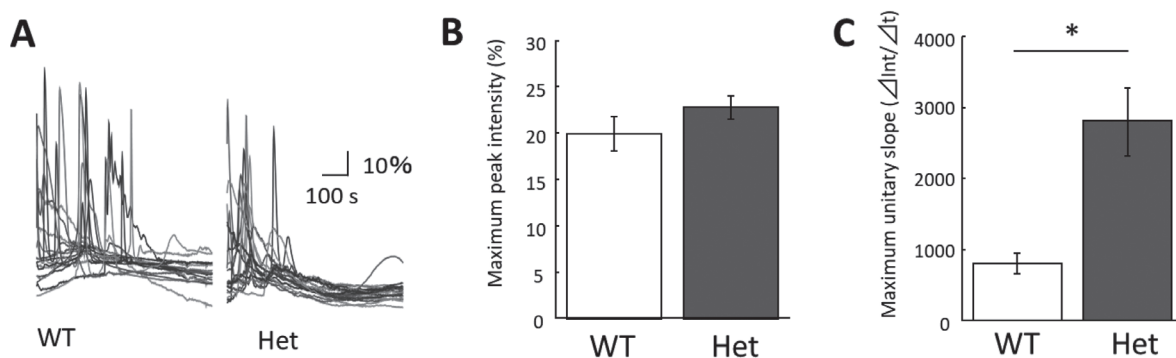 A
10%
100 s
WT
Het
B
Maximum peak intensity (%)
30
25
20
15
10
5
0
WT
Het
C
Maximum unitary slope (⊿Int/⊿t)
4000
3000
2000
1000
0
*
WT
Het